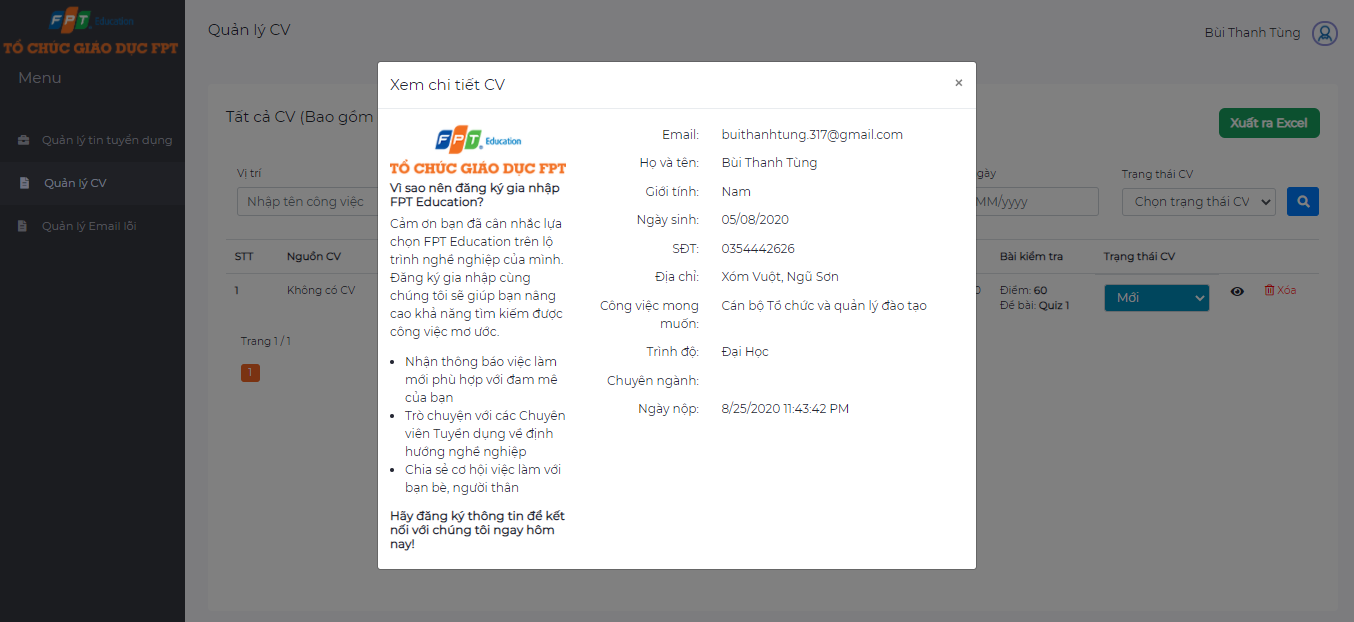 FPT Education
TỔ CHỨC GIÁO DỤC FPT
Menu
Quản lý tin tuyển dụng
Quản lý CV
Quản lý Email lỗi
Quản lý CV
Bùi Thanh Tùng
Tất cả CV (Bao gồm
Xuất ra Excel
Vị trí
Nhập tên công việc
gày
MM/yyyy
Trạng thái CV
Chọn trạng thái CV
STT
Nguồn CV
Bài kiểm tra
Trạng thái CV
1
Không có CV
Điểm: 60
Đề bài: Quiz 1
Mới
Xóa
Trang 1 / 1
1
Xem chi tiết CV
×
FPT Education
TỔ CHỨC GIÁO DỤC FPT
Vì sao nên đăng ký gia nhập
FPT Education?
Cảm ơn bạn đã cân nhắc lựa
chọn FPT Education trên lộ
trình nghề nghiệp của mình.
Đăng ký gia nhập cùng
chúng tôi sẽ giúp bạn nâng
cao khả năng tìm kiếm được
công việc mơ ước.
• Nhận thông báo việc làm
mới phù hợp với đam mê
của bạn
• Trò chuyện với các Chuyên
viên Tuyển dụng về định
hướng nghề nghiệp
• Chia sẻ cơ hội việc làm với
bạn bè, người thân
Hãy đăng ký thông tin để kết
nối với chúng tôi ngay hôm
nay!
Email: buithanhtung.317@gmail.com
Họ và tên: Bùi Thanh Tùng
Giới tính: Nam
Ngày sinh: 05/08/2020
SĐT: 0354442626
Địa chỉ: Xóm Vuột, Ngũ Sơn
Công việc mong Cán bộ Tổ chức và quản lý đào tạo
muốn:
Trình độ: Đại Học
Chuyên ngành:
Ngày nộp: 8/25/2020 11:43:42 PM